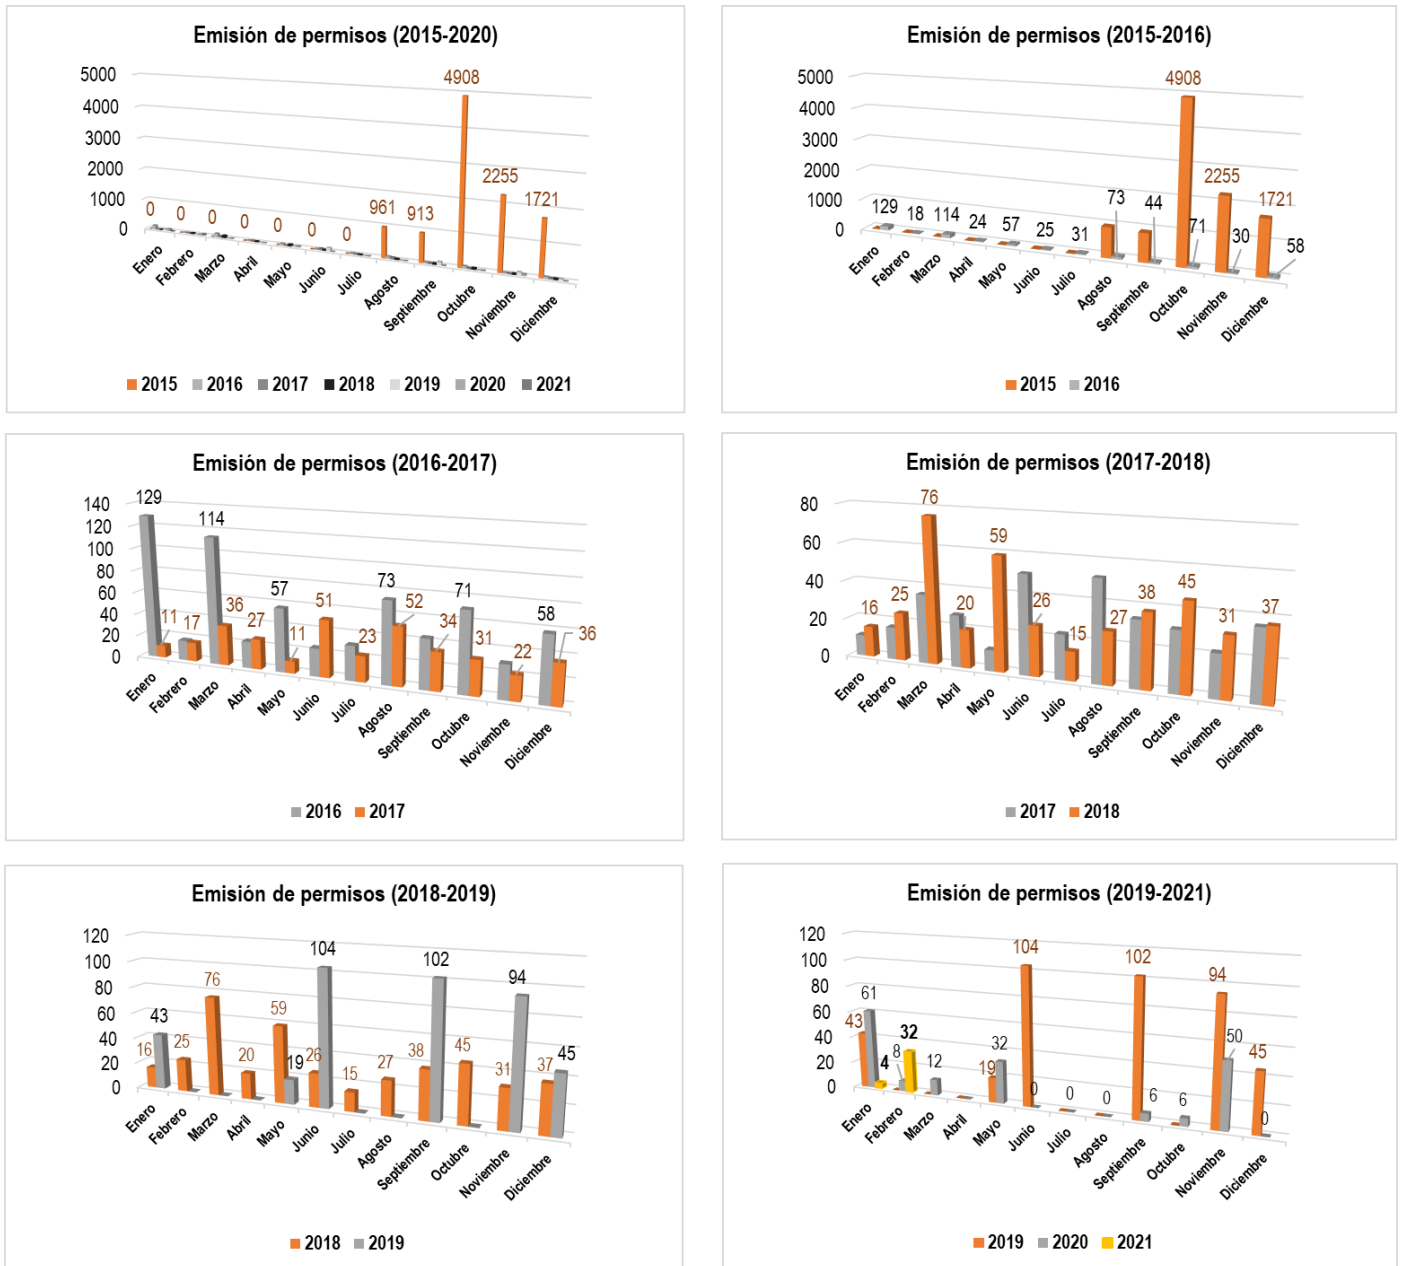 Emisión de permisos (2015-2020)
5000
4000
3000
2000
1000
0
0 0 0 0 0 0 0 961 913 4908 2255 1721
Enero Febrero Marzo Abril Mayo Junio Julio Agosto Septiembre Octubre Noviembre Diciembre
2015 2016 2017 2018 2019 2020 2021
Emisión de permisos (2015-2016)
5000
4000
3000
2000
1000
0
129 18 114 24 57 25 31 73 44 4908 71 2255 30 1721 58
Enero Febrero Marzo Abril Mayo Junio Julio Agosto Septiembre Octubre Noviembre Diciembre
2015 2016
Emisión de permisos (2016-2017)
140
120
100
80
60
40
20
0
129 11 17 114 36 27 57 11 51 23 73 52 34 71 31 22 58 36
Enero Febrero Marzo Abril Mayo Junio Julio Agosto Septiembre Octubre Noviembre Diciembre
2016 2017
Emisión de permisos (2017-2018)
80
60
40
20
0
16 25 76 20 59 26 15 27 38 45 31 37
Enero Febrero Marzo Abril Mayo Junio Julio Agosto Septiembre Octubre Noviembre Diciembre
2017 2018
Emisión de permisos (2018-2019)
120
100
80
60
40
20
0
16 43 25 76 20 59 19 26 104 15 27 38 102 45 31 94 37 45
Enero Febrero Marzo Abril Mayo Junio Julio Agosto Septiembre Octubre Noviembre Diciembre
2018 2019
Emisión de permisos (2019-2021)
120
100
80
60
40
20
0
43 61 4 8 32 12 19 32 104 0 0 0 102 6 6 94 50 45 0
Enero Febrero Marzo Abril Mayo Junio Julio Agosto Septiembre Octubre Noviembre Diciembre
2019 2020 2021